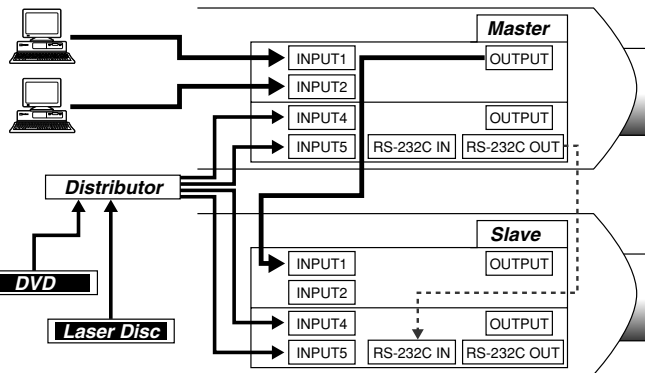 Master
INPUT1 OUTPUT
INPUT2
INPUT4 OUTPUT
INPUT5 RS-232C IN RS-232C OUT
Distributor
Slave
INPUT1 OUTPUT
DVD
INPUT2
Laser Disc
INPUT4 OUTPUT
INPUT5 RS-232C IN RS-232C OUT